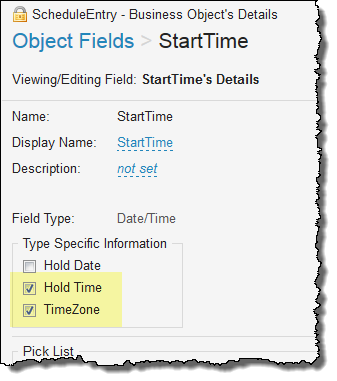 ScheduleEntry - Business Object's Details
Object Fields > StartTime
Viewing/Editing Field: StartTime's Details
Name: StartTime
Display Name: StartTime
Description: not set
Field Type: Date/Time
Type Specific Information
Hold Date
Hold Time
TimeZone
Pick List